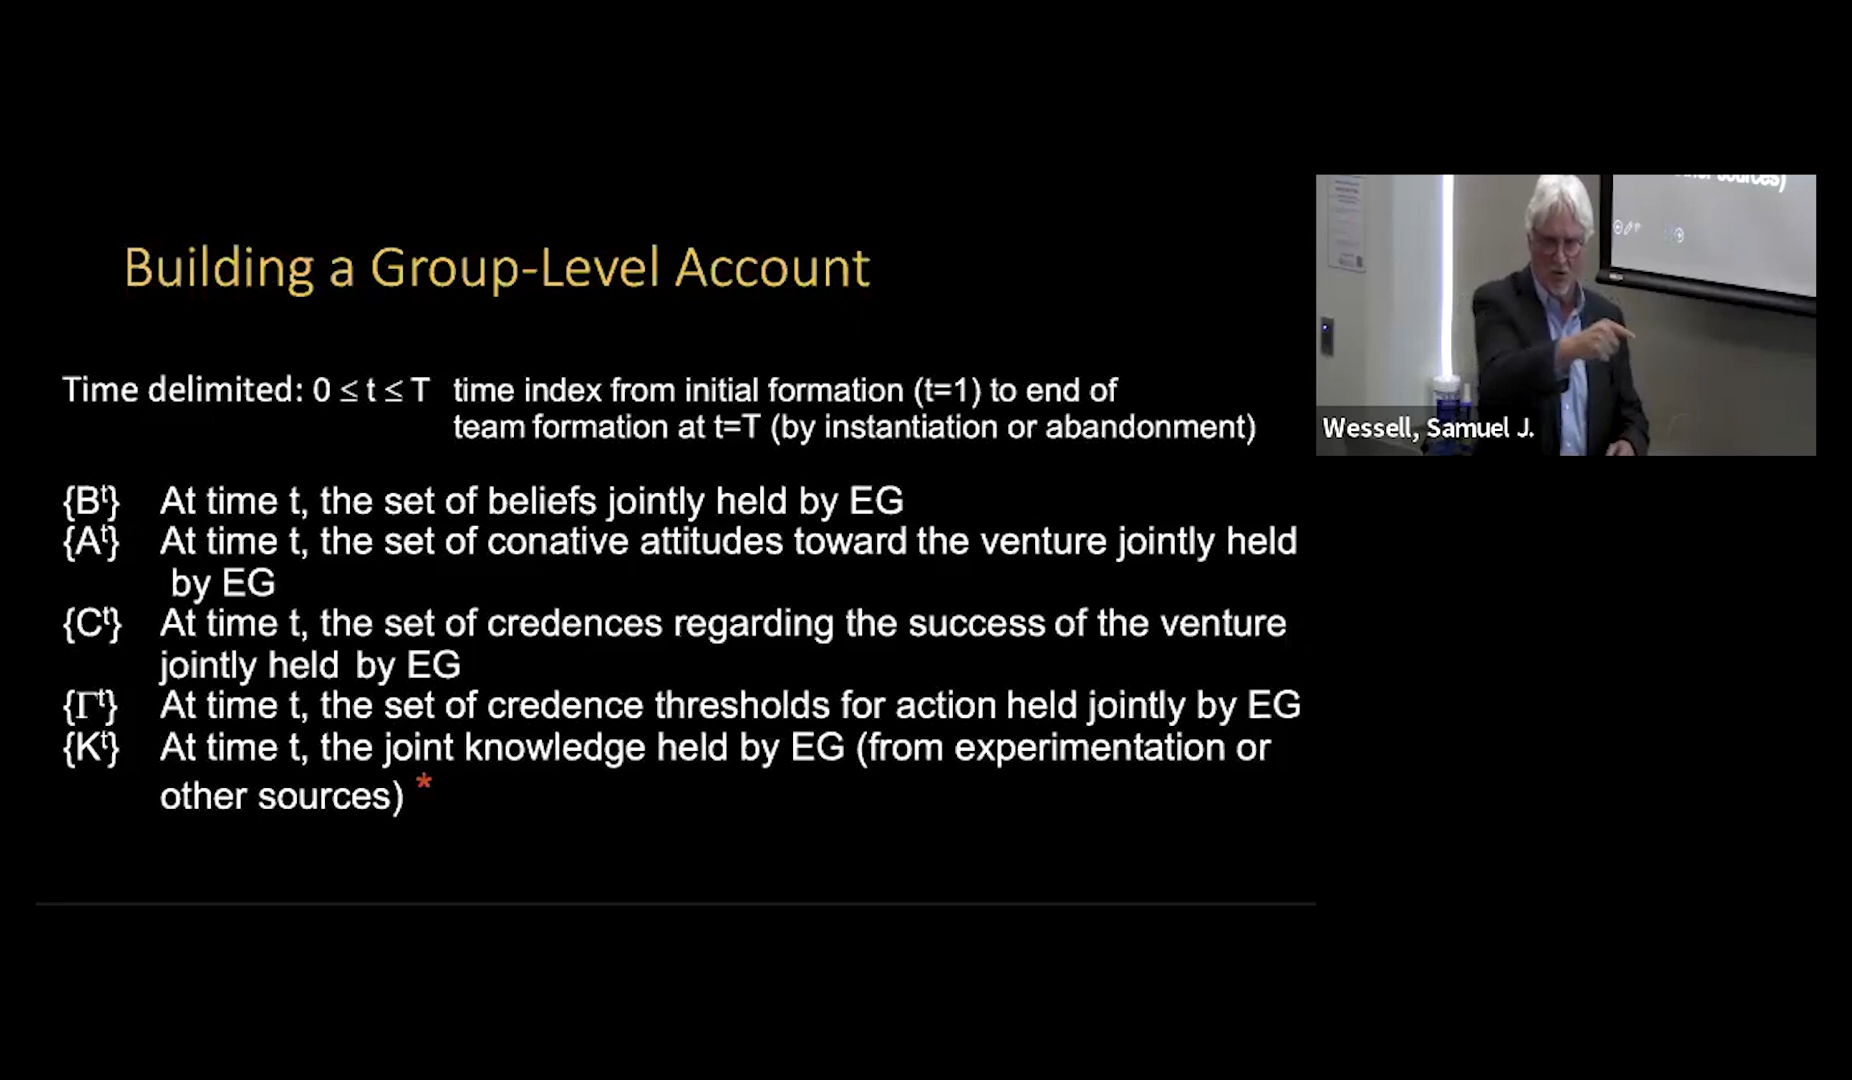 Building a Group-Level Account
Time delimited: 0 ≤ t ≤ T time index from initial formation (t=1) to end of
team formation at t=T (by instantiation or abandonment)
{Bᵗ} At time t, the set of beliefs jointly held by EG
{Aᵗ} At time t, the set of conative attitudes toward the venture jointly held
by EG
{Cᵗ} At time t, the set of credences regarding the success of the venture
jointly held by EG
{Γᵗ} At time t, the set of credence thresholds for action held jointly by EG
{Kᵗ} At time t, the joint knowledge held by EG (from experimentation or
other sources) *
sources)
Wessell, Samuel J.